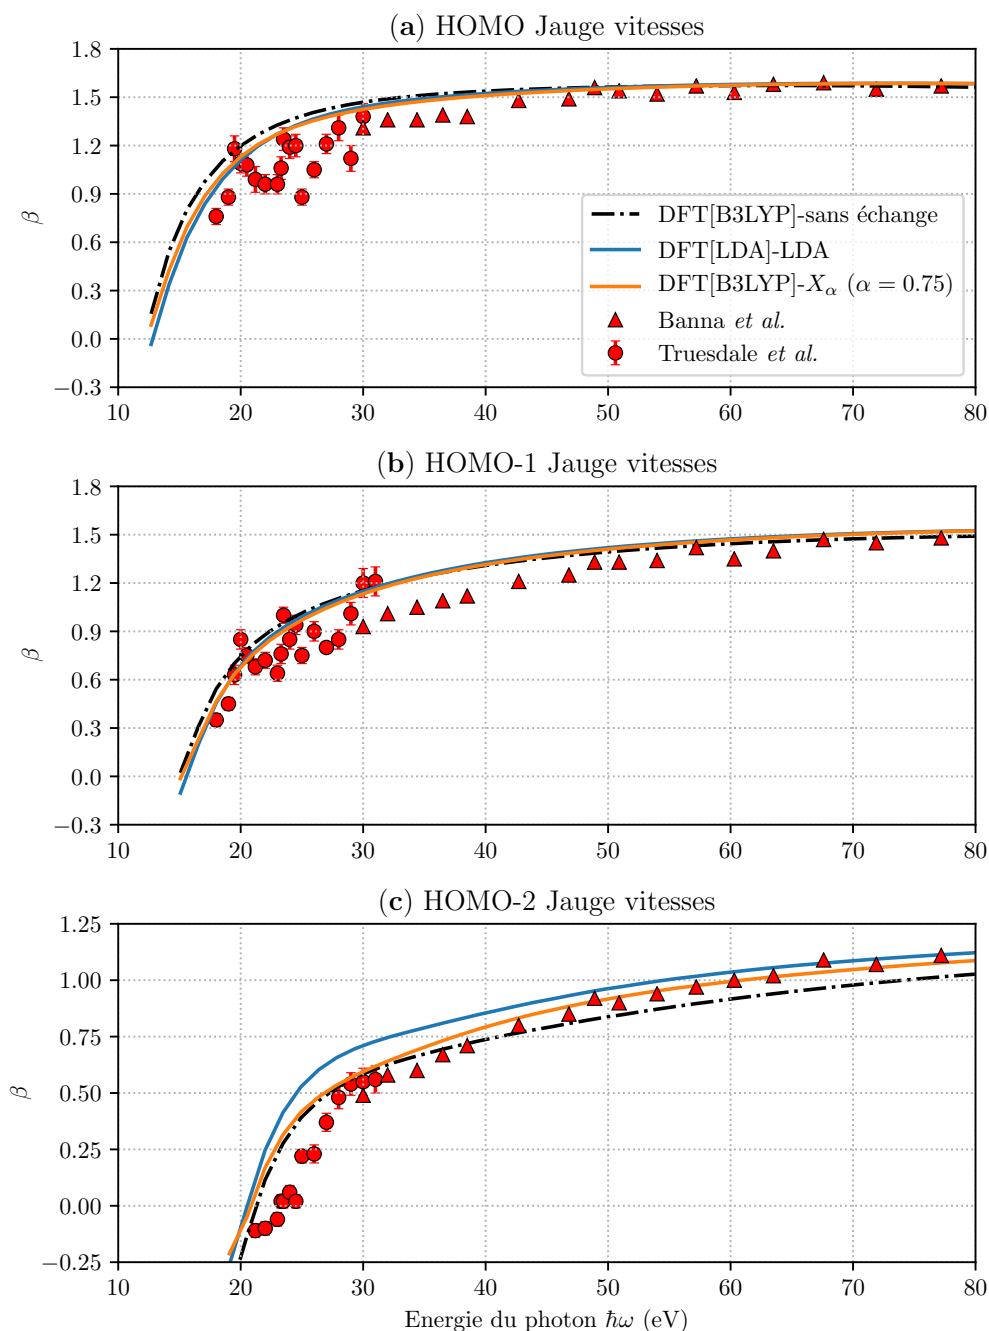 (a) HOMO Jauge vitesses
1.8
1.5
1.2
0.9
0.6
0.3
0.0
−0.3
β
DFT[B3LYP]-sans échange
DFT[LDA]-LDA
DFT[B3LYP]-Xα (α = 0.75)
Banna et al.
Truesdale et al.
10 20 30 40 50 60 70 80
(b) HOMO-1 Jauge vitesses
1.8
1.5
1.2
0.9
0.6
0.3
0.0
−0.3
β
10 20 30 40 50 60 70 80
(c) HOMO-2 Jauge vitesses
1.25
1.00
0.75
0.50
0.25
0.00
−0.25
β
10 20 30 40 50 60 70 80
Energie du photon ℏω (eV)